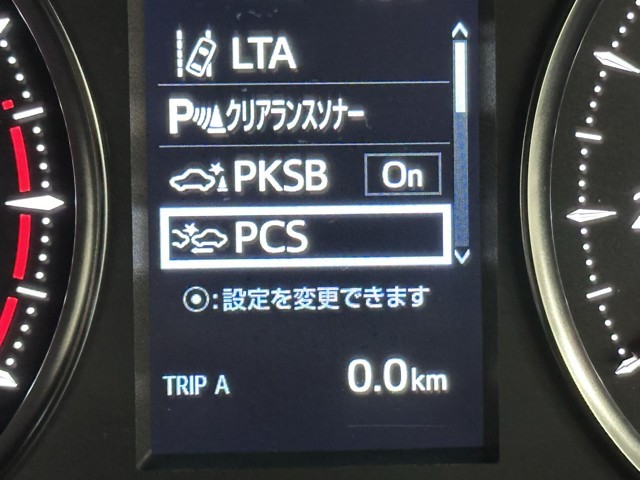 LTA
P クリアランスソナー
PKSB On
PCS
◉:設定を変更できます
TRIP A 0.0km